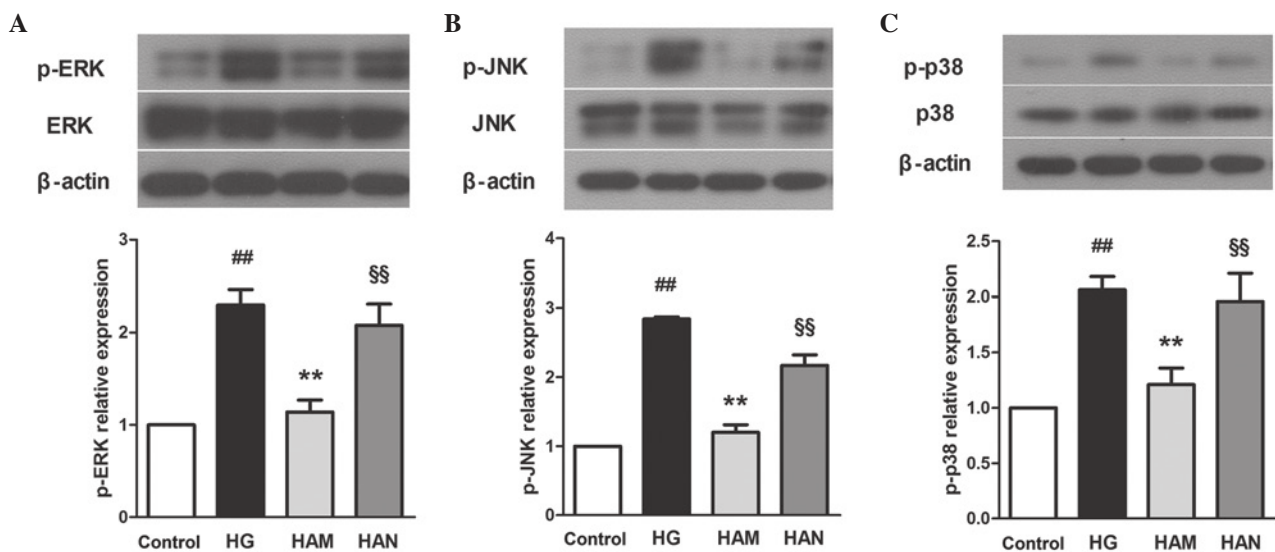 A
p-ERK
ERK
β-actin
p-ERK relative expression
3
2
1
0
##
**
§§
Control HG HAM HAN
B
p-JNK
JNK
β-actin
p-JNK relative expression
4
3
2
1
0
##
**
§§
Control HG HAM HAN
C
p-p38
p38
β-actin
p-p38 relative expression
2.5
2.0
1.5
1.0
0.5
0.0
##
**
§§
Control HG HAM HAN